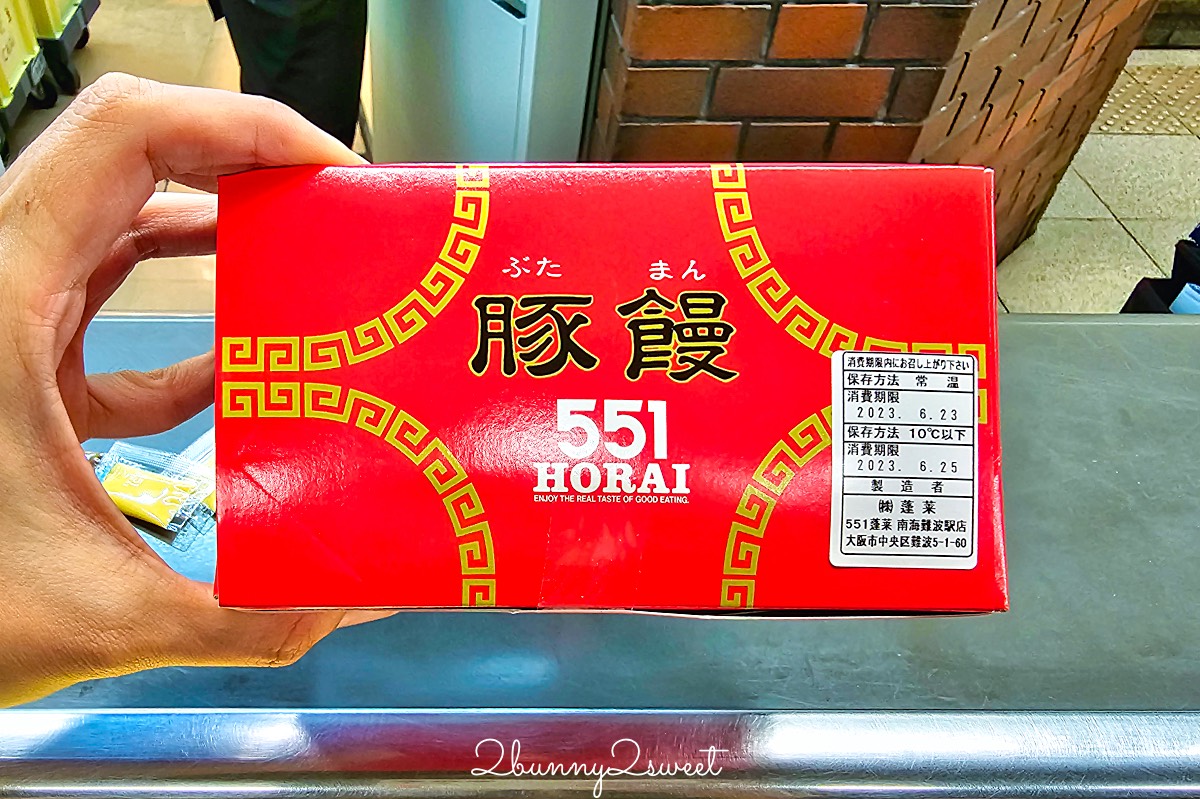 ぶた まん
豚饅
551
HORAI
ENJOY THE REAL TASTE OF GOOD EATING.
消費期限内にお召し上がり下さい
保存方法 常 温
消費期限
2023. 6.23
保存方法 10℃以下
消費期限
2023. 6.25
製 造 者
㈱ 蓬 莱
551蓬莱 南海難波駅店
大阪市中央区難波5-1-60
2bunny2sweet